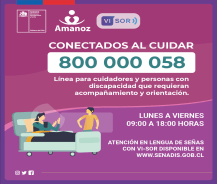 Amanoz
VI SOR
CONECTADOS AL CUIDAR
800 000 058
Línea para cuidadores y personas con
discapacidad que requieran
acompañamiento y orientación.
LUNES A VIERNES
09:00 A 18:00 HORAS
ATENCIÓN EN LENGUA DE SEÑAS
CON VI-SOR DISPONIBLE EN
WWW.SENADIS.GOB.CL